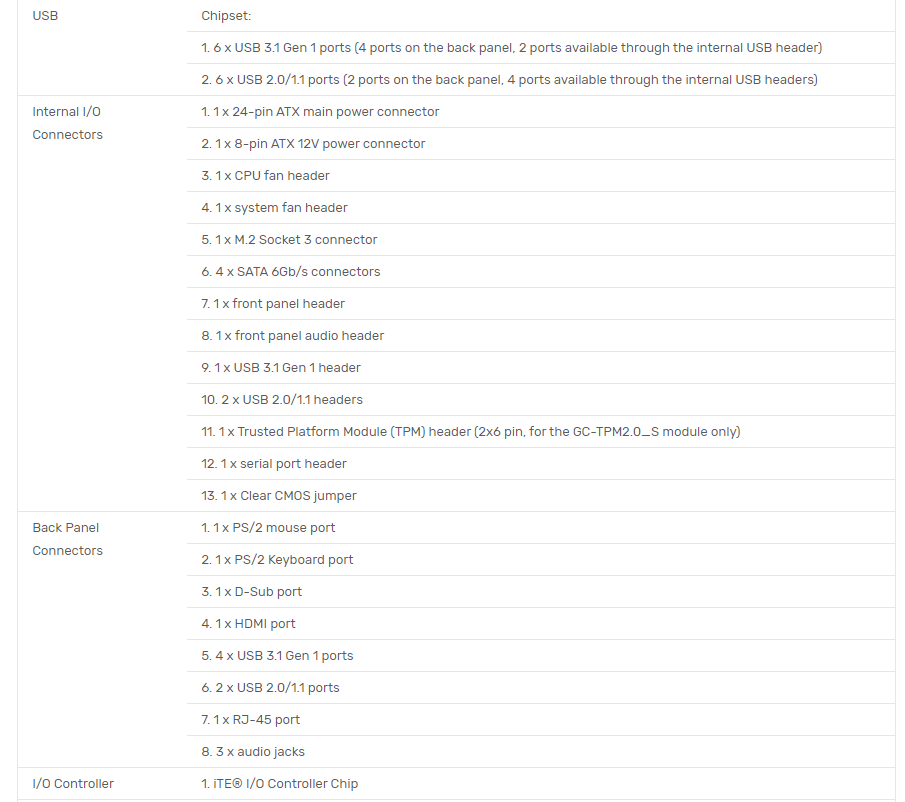 USB
Chipset:
1. 6 x USB 3.1 Gen 1 ports (4 ports on the back panel, 2 ports available through the internal USB header)
2. 6 x USB 2.0/1.1 ports (2 ports on the back panel, 4 ports available through the internal USB headers)
Internal I/O
Connectors
1. 1 x 24-pin ATX main power connector
2. 1 x 8-pin ATX 12V power connector
3. 1 x CPU fan header
4. 1 x system fan header
5. 1 x M.2 Socket 3 connector
6. 4 x SATA 6Gb/s connectors
7. 1 x front panel header
8. 1 x front panel audio header
9. 1 x USB 3.1 Gen 1 header
10. 2 x USB 2.0/1.1 headers
11. 1 x Trusted Platform Module (TPM) header (2x6 pin, for the GC-TPM2.0_S module only)
12. 1 x serial port header
13. 1 x Clear CMOS jumper
Back Panel
Connectors
1. 1 x PS/2 mouse port
2. 1 x PS/2 Keyboard port
3. 1 x D-Sub port
4. 1 x HDMI port
5. 4 x USB 3.1 Gen 1 ports
6. 2 x USB 2.0/1.1 ports
7. 1 x RJ-45 port
8. 3 x audio jacks
I/O Controller
1. iTE® I/O Controller Chip